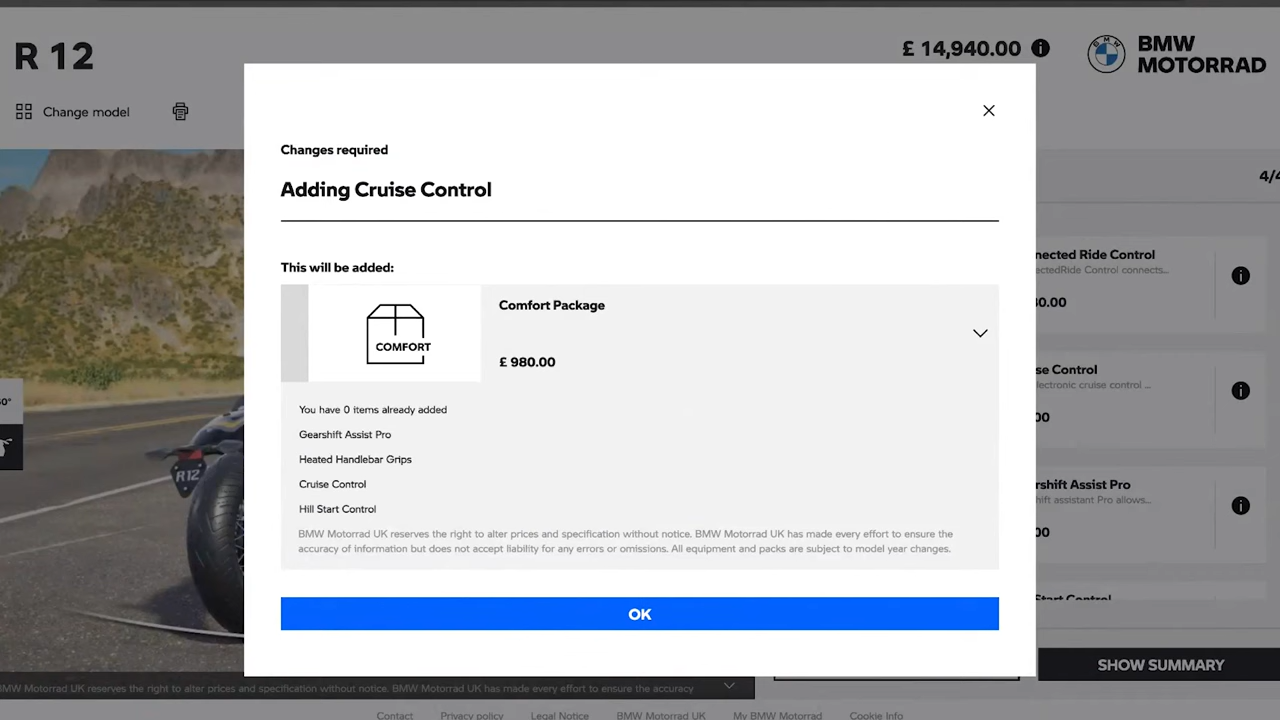 R 12
£ 14,940.00
BMW
MOTORRAD
Change model
Changes required
Adding Cruise Control
4/4
This will be added:
Comfort Package
COMFORT
£ 980.00
You have 0 items already added
Gearshift Assist Pro
Heated Handlebar Grips
Cruise Control
Hill Start Control
BMW Motorrad UK reserves the right to alter prices and specification without notice. BMW Motorrad UK has made every effort to ensure the
accuracy of information but does not accept liability for any errors or omissions. All equipment and packs are subject to model year changes.
OK
nected Ride Control
ectedRide Control connects...
30.00
se Control
lectronic cruise control ...
00
rshift Assist Pro
hift assistant Pro allows...
00
Start Control
R12
0°
SHOW SUMMARY
BMW Motorrad UK reserves the right to alter prices and specification without notice. BMW Motorrad UK has made every effort to ensure the accuracy
Contact
Privacy policy
Legal Notice
BMW Motorrad UK
My BMW Motorrad
Cookie Info